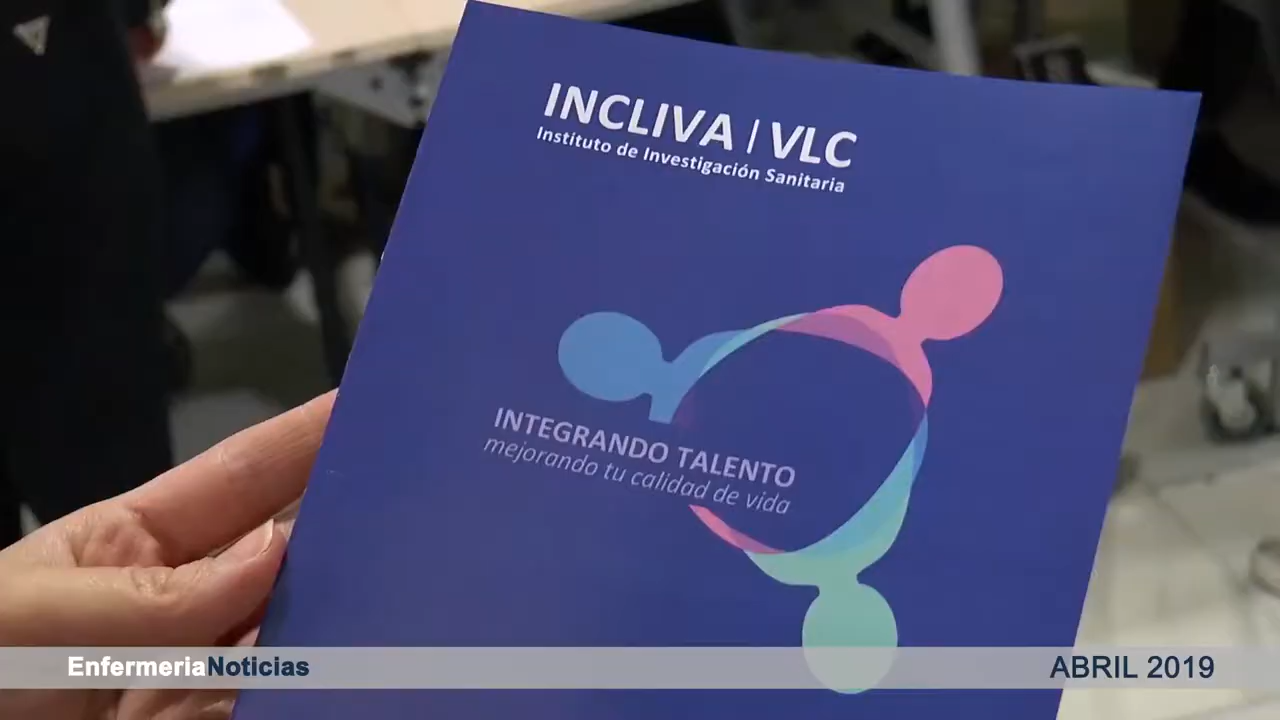 INCLIVA | VLC
Instituto de Investigación Sanitaria
INTEGRANDO TALENTO
mejorando tu calidad de vida
EnfermeriaNoticias
ABRIL 2019